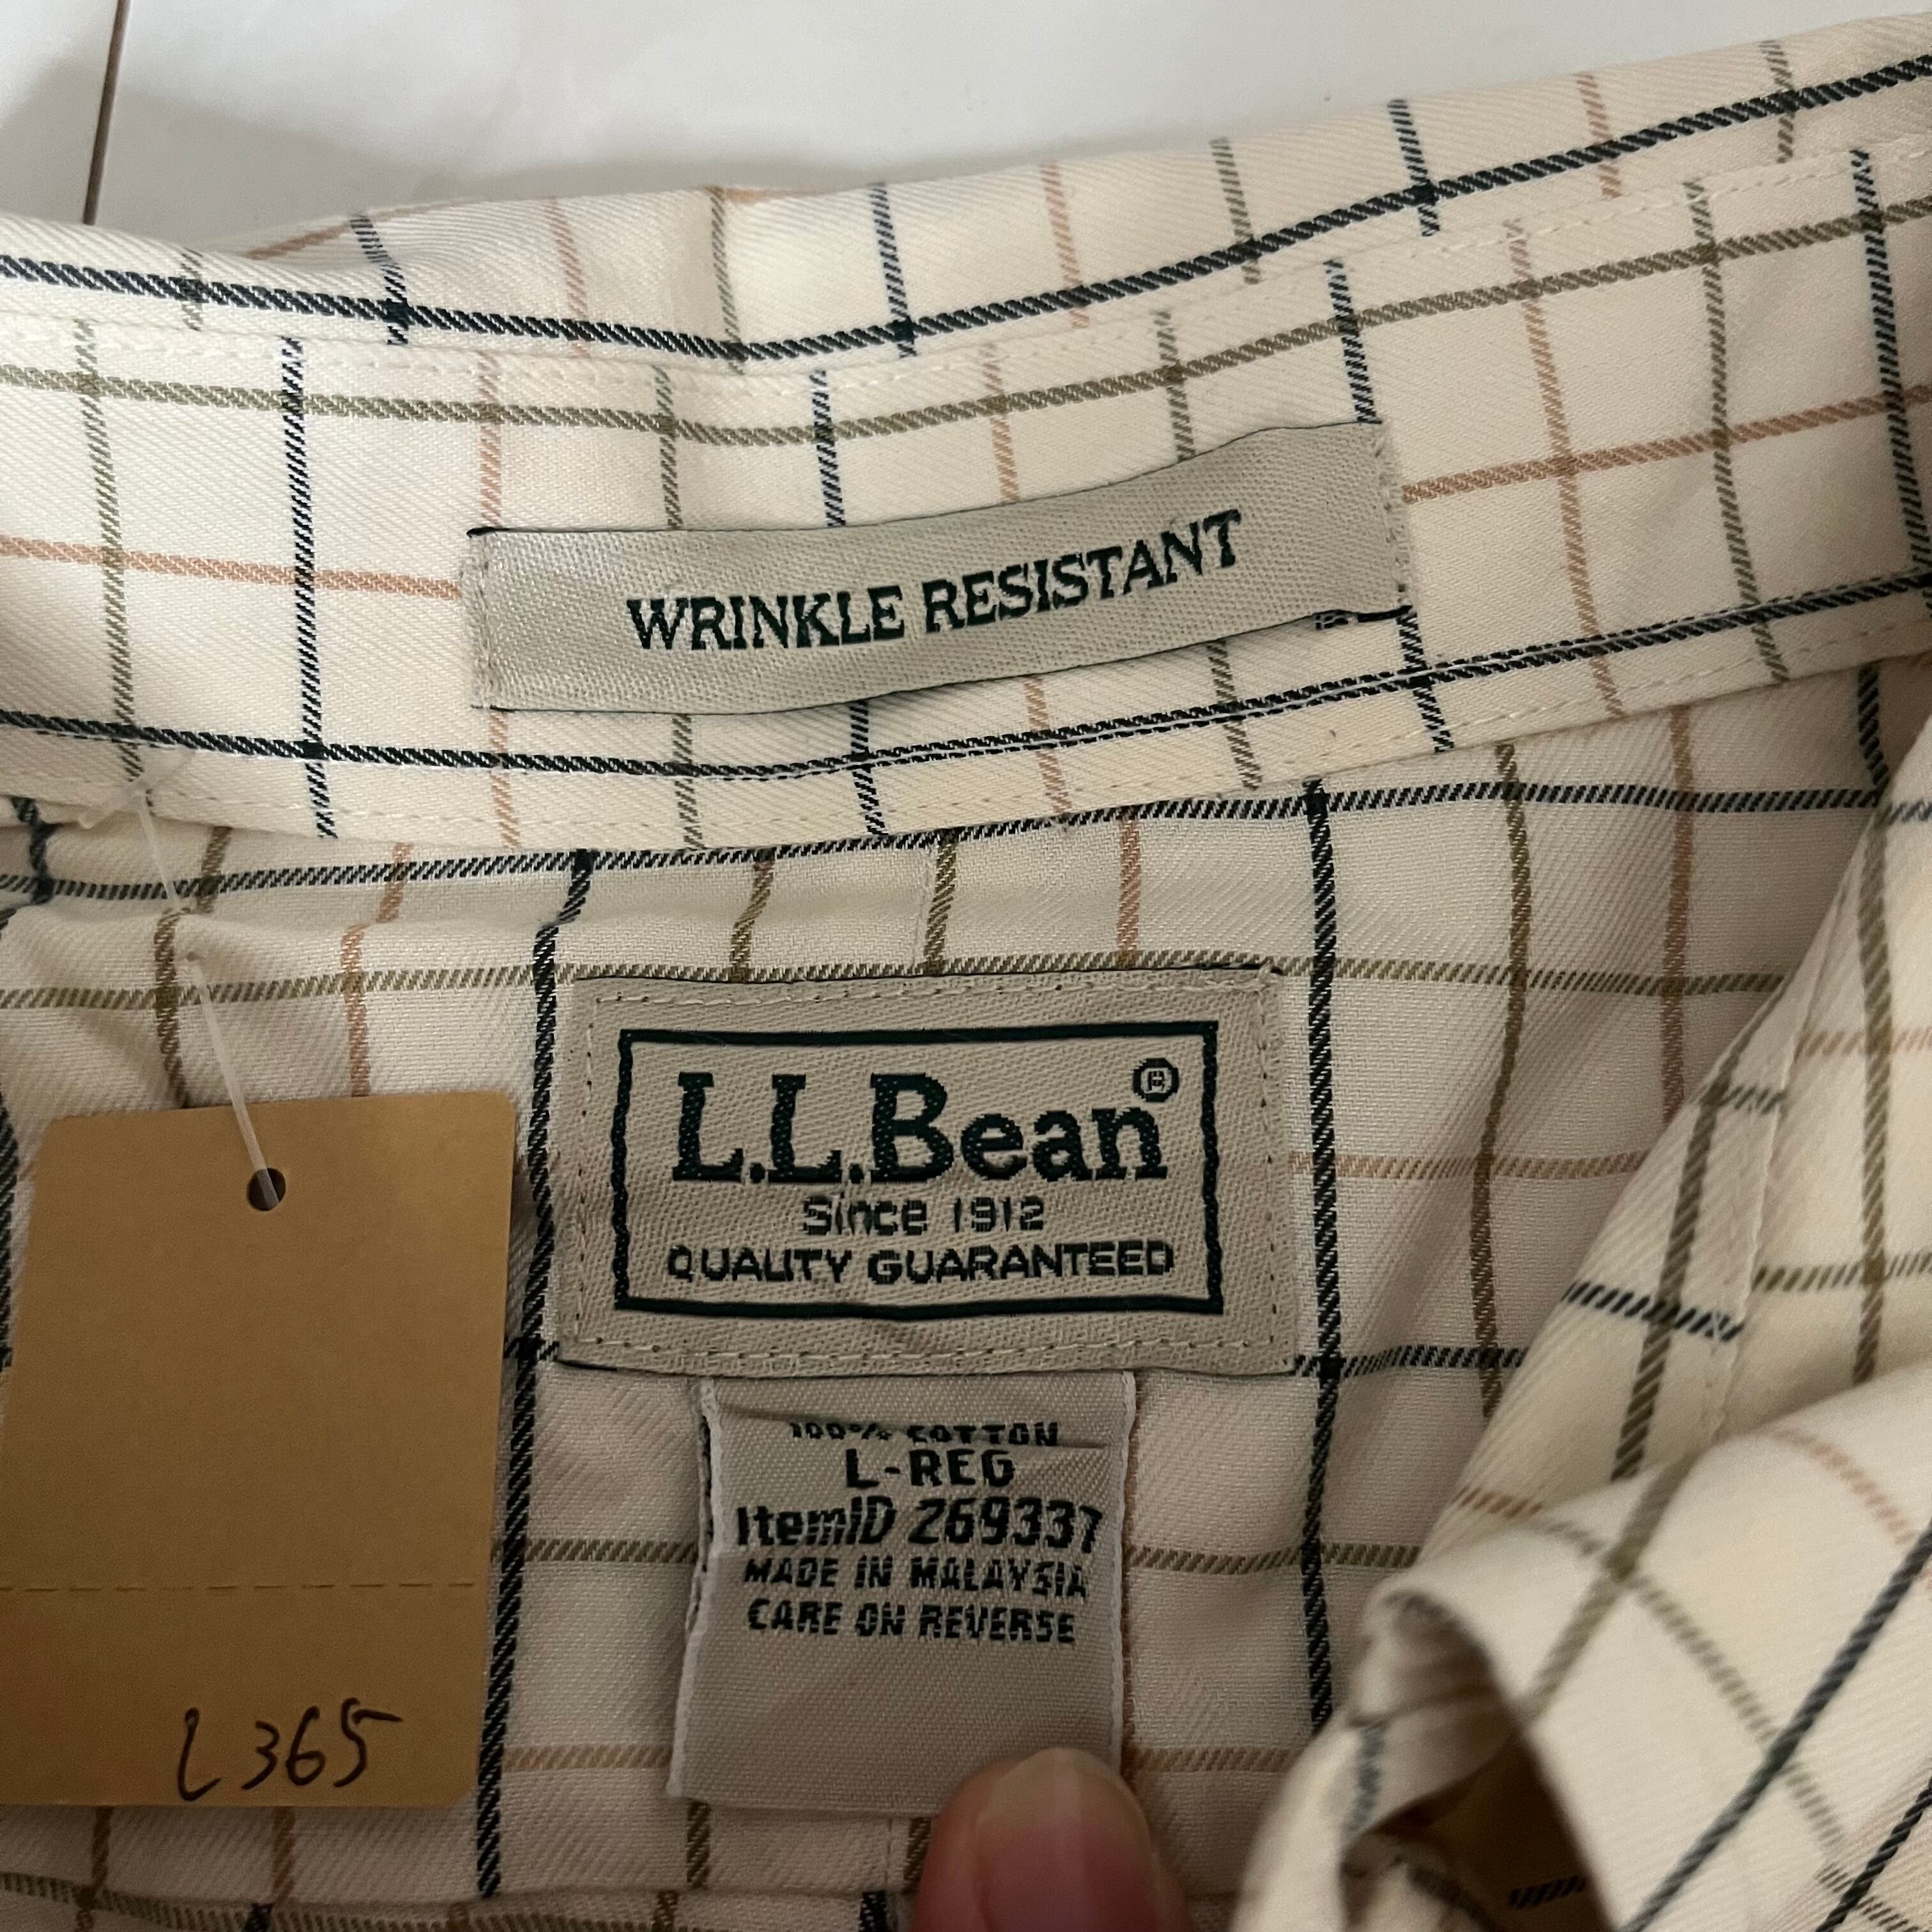 WRINKLE RESISTANT
L.L.Bean®
Since 1912
QUALITY GUARANTEED
100% COTTON
L-REG
ItemID 269337
MADE IN MALAYSIA
CARE ON REVERSE
L365